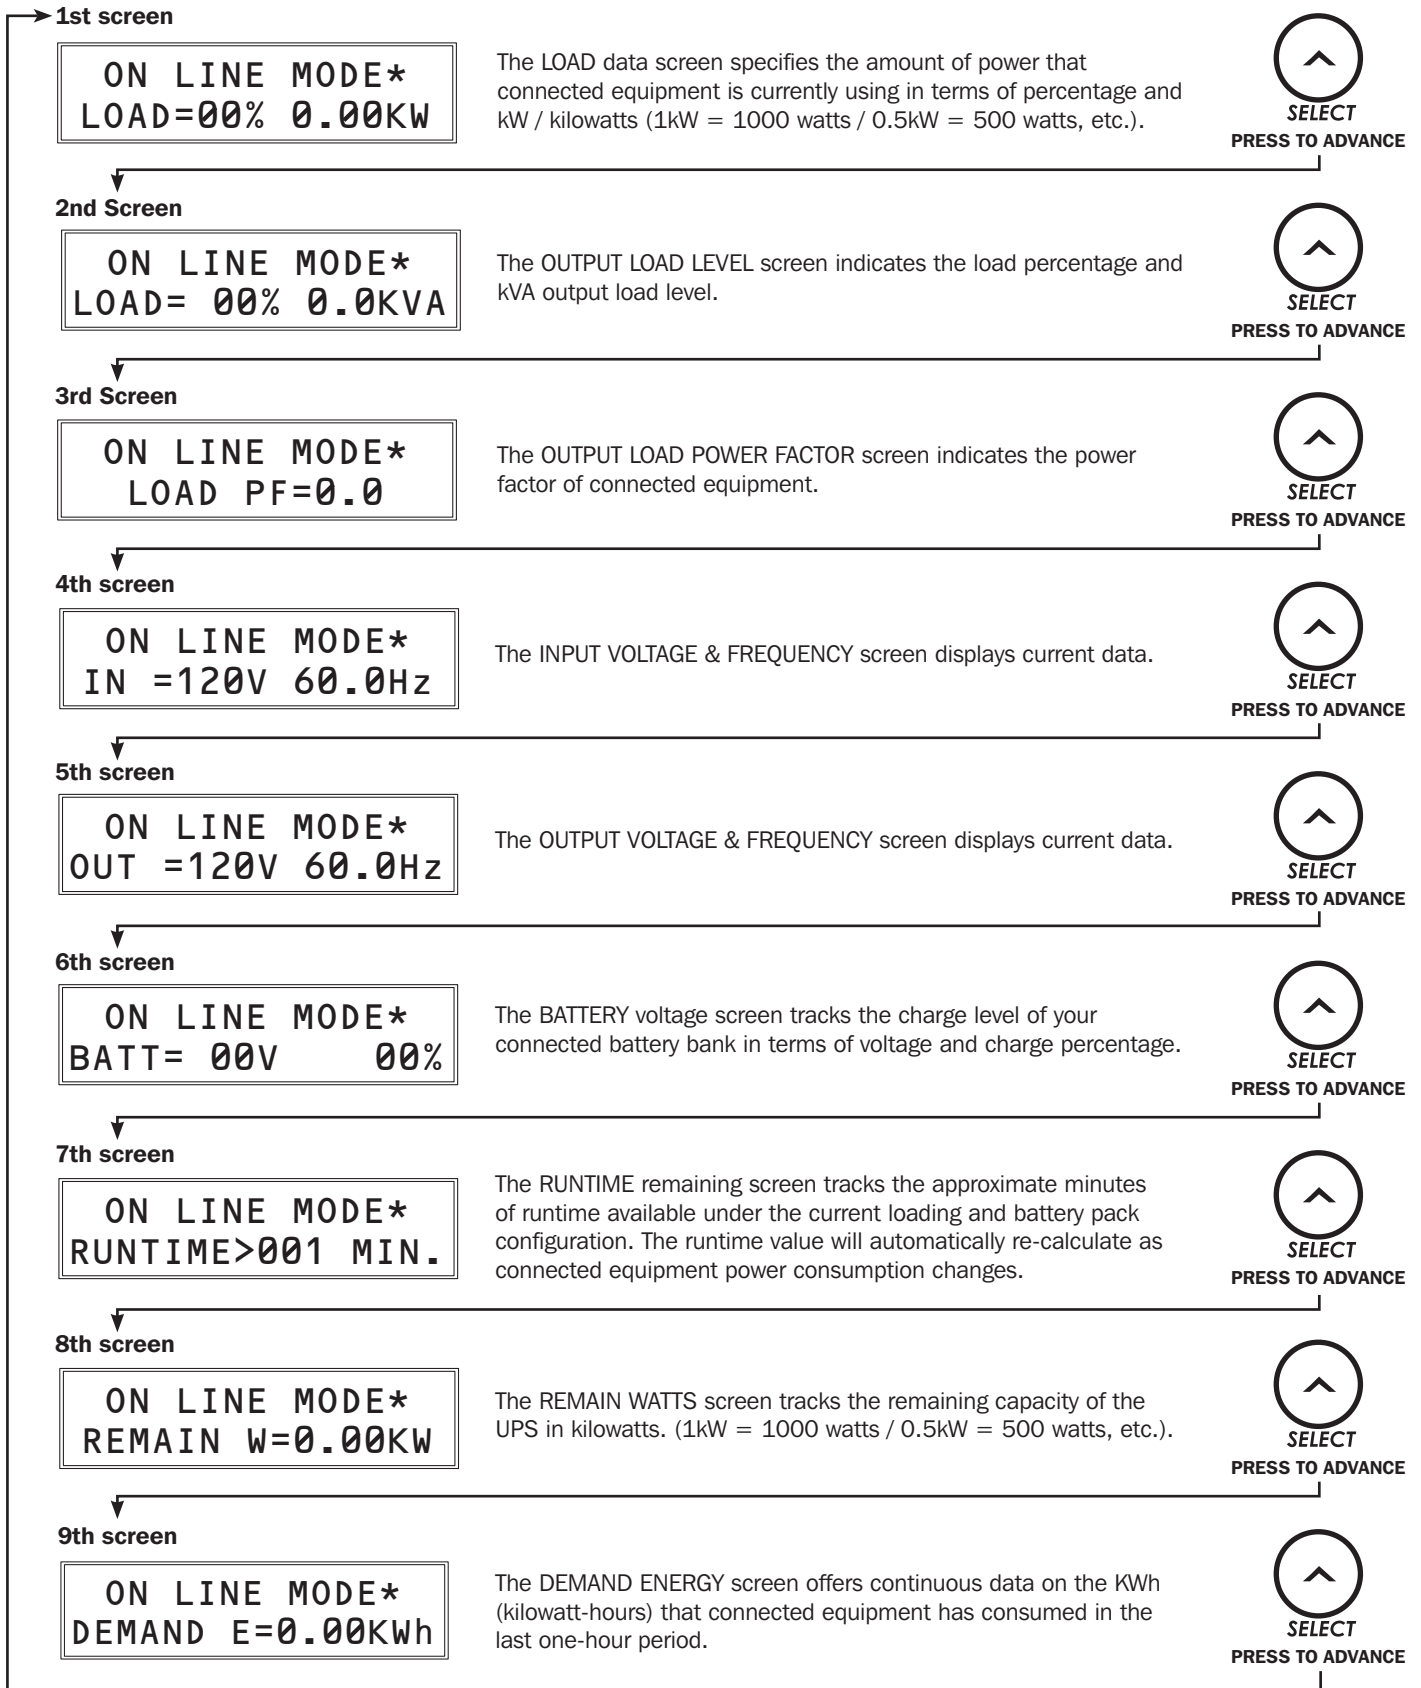 1st screen
ON LINE MODE*
LOAD=00% 0.00KW
The LOAD data screen specifies the amount of power that
connected equipment is currently using in terms of percentage and
kW / kilowatts (1kW = 1000 watts / 0.5kW = 500 watts, etc.).
SELECT
PRESS TO ADVANCE
2nd Screen
ON LINE MODE*
LOAD= 00% 0.0KVA
The OUTPUT LOAD LEVEL screen indicates the load percentage and
kVA output load level.
SELECT
PRESS TO ADVANCE
3rd Screen
ON LINE MODE*
LOAD PF=0.0
The OUTPUT LOAD POWER FACTOR screen indicates the power
factor of connected equipment.
SELECT
PRESS TO ADVANCE
4th screen
ON LINE MODE*
IN =120V 60.0Hz
The INPUT VOLTAGE & FREQUENCY screen displays current data.
SELECT
PRESS TO ADVANCE
5th screen
ON LINE MODE*
OUT =120V 60.0Hz
The OUTPUT VOLTAGE & FREQUENCY screen displays current data.
SELECT
PRESS TO ADVANCE
6th screen
ON LINE MODE*
BATT= 00V 00%
The BATTERY voltage screen tracks the charge level of your
connected battery bank in terms of voltage and charge percentage.
SELECT
PRESS TO ADVANCE
7th screen
ON LINE MODE*
RUNTIME>001 MIN.
The RUNTIME remaining screen tracks the approximate minutes
of runtime available under the current loading and battery pack
configuration. The runtime value will automatically re-calculate as
connected equipment power consumption changes.
SELECT
PRESS TO ADVANCE
8th screen
ON LINE MODE*
REMAIN W=0.00KW
The REMAIN WATTS screen tracks the remaining capacity of the
UPS in kilowatts. (1kW = 1000 watts / 0.5kW = 500 watts, etc.).
SELECT
PRESS TO ADVANCE
9th screen
ON LINE MODE*
DEMAND E=0.00KWh
The DEMAND ENERGY screen offers continuous data on the KWh
(kilowatt-hours) that connected equipment has consumed in the
last one-hour period.
SELECT
PRESS TO ADVANCE